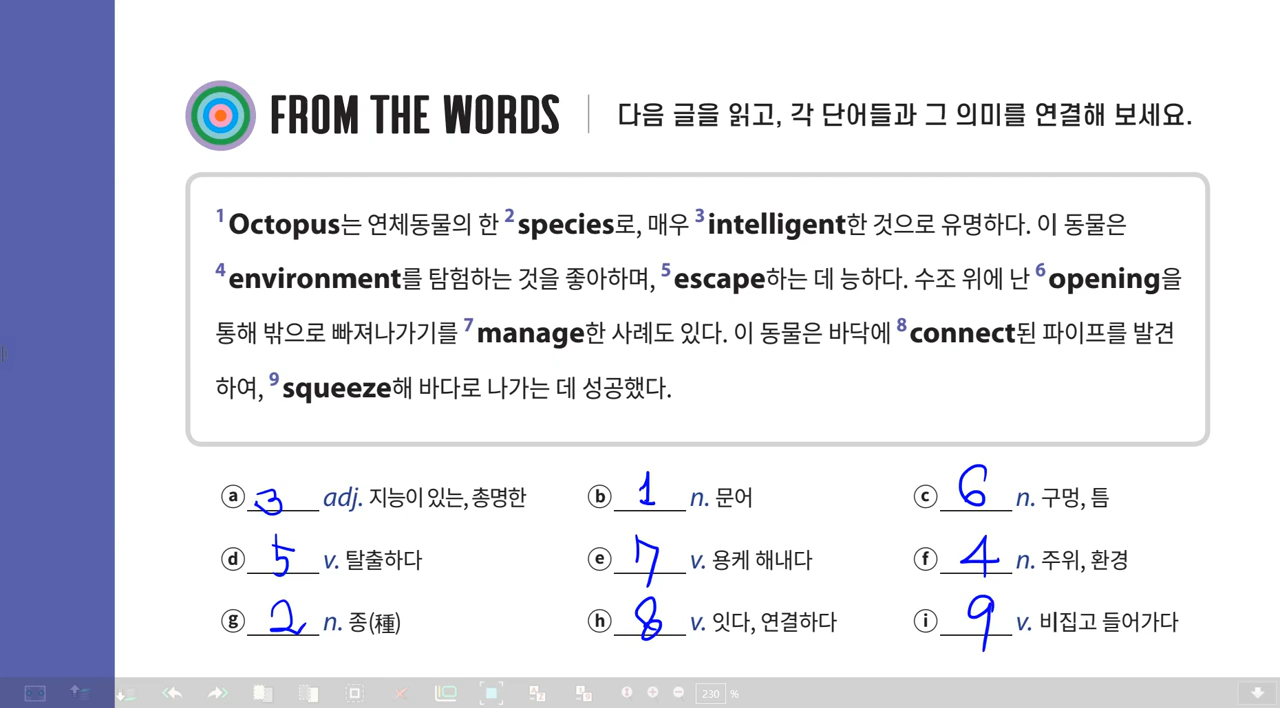 FROM THE WORDS 다음 글을 읽고, 각 단어들과 그 의미를 연결해 보세요.
1 Octopus는 연체동물의 한 2 species로, 매우 3 intelligent한 것으로 유명하다. 이 동물은
4 environment를 탐험하는 것을 좋아하며, 5 escape하는 데 능하다. 수조 위에 난 6 opening을
통해 밖으로 빠져나가기를 7 manage한 사례도 있다. 이 동물은 바닥에 8 connect된 파이프를 발견
하여, 9 squeeze해 바다로 나가는 데 성공했다.
ⓐ 3 adj. 지능이 있는, 총명한 ⓑ 1 n. 문어 ⓒ 6 n. 구멍, 틈
ⓓ 5 v. 탈출하다 ⓔ 7 v. 용케 해내다 ⓕ 4 n. 주위, 환경
ⓖ 2 n. 종(種) ⓗ 8 v. 잇다, 연결하다 ⓘ 9 v. 비집고 들어가다
230 %